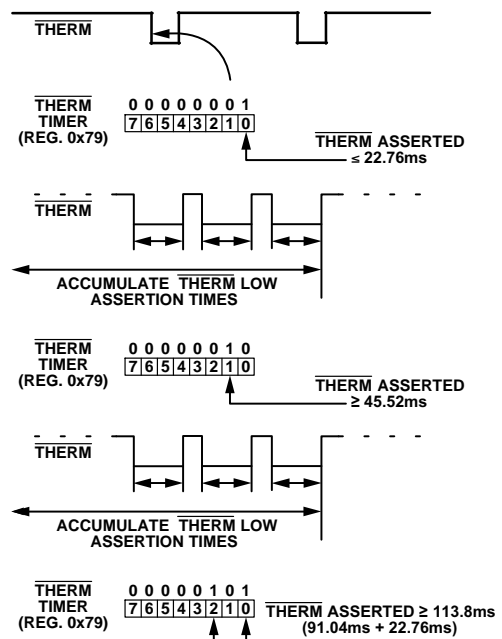 THERM
THERM
TIMER
(REG. 0x79)
0 0 0 0 0 0 0 1
7 6 5 4 3 2 1 0
THERM ASSERTED
≤ 22.76ms
THERM
ACCUMULATE THERM LOW
ASSERTION TIMES
THERM
TIMER
(REG. 0x79)
0 0 0 0 0 0 1 0
7 6 5 4 3 2 1 0
THERM ASSERTED
≥ 45.52ms
THERM
ACCUMULATE THERM LOW
ASSERTION TIMES
THERM
TIMER
(REG. 0x79)
0 0 0 0 0 1 0 1
7 6 5 4 3 2 1 0
THERM ASSERTED ≥ 113.8ms
(91.04ms + 22.76ms)